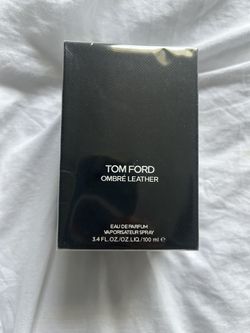 TOM FORD
OMBRÉ LEATHER
EAU DE PARFUM
VAPORISATEUR SPRAY
3.4 FL.OZ./OZ.LIQ./100 ml ℮